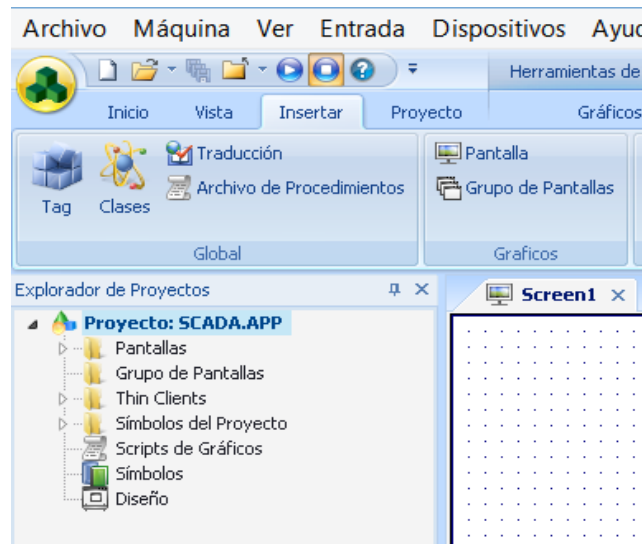 Archivo Máquina Ver Entrada Dispositivos
Herramientas de
Inicio Vista Insertar Proyecto Gráficos
Tag Clases Traducción
Archivo de Procedimientos
Global
Pantalla
Grupo de Pantallas
Graficos
Explorador de Proyectos
Proyecto: SCADA.APP
Pantallas
Grupo de Pantallas
Thin Clients
Símbolos del Proyecto
Scripts de Gráficos
Símbolos
Diseño
Screen1